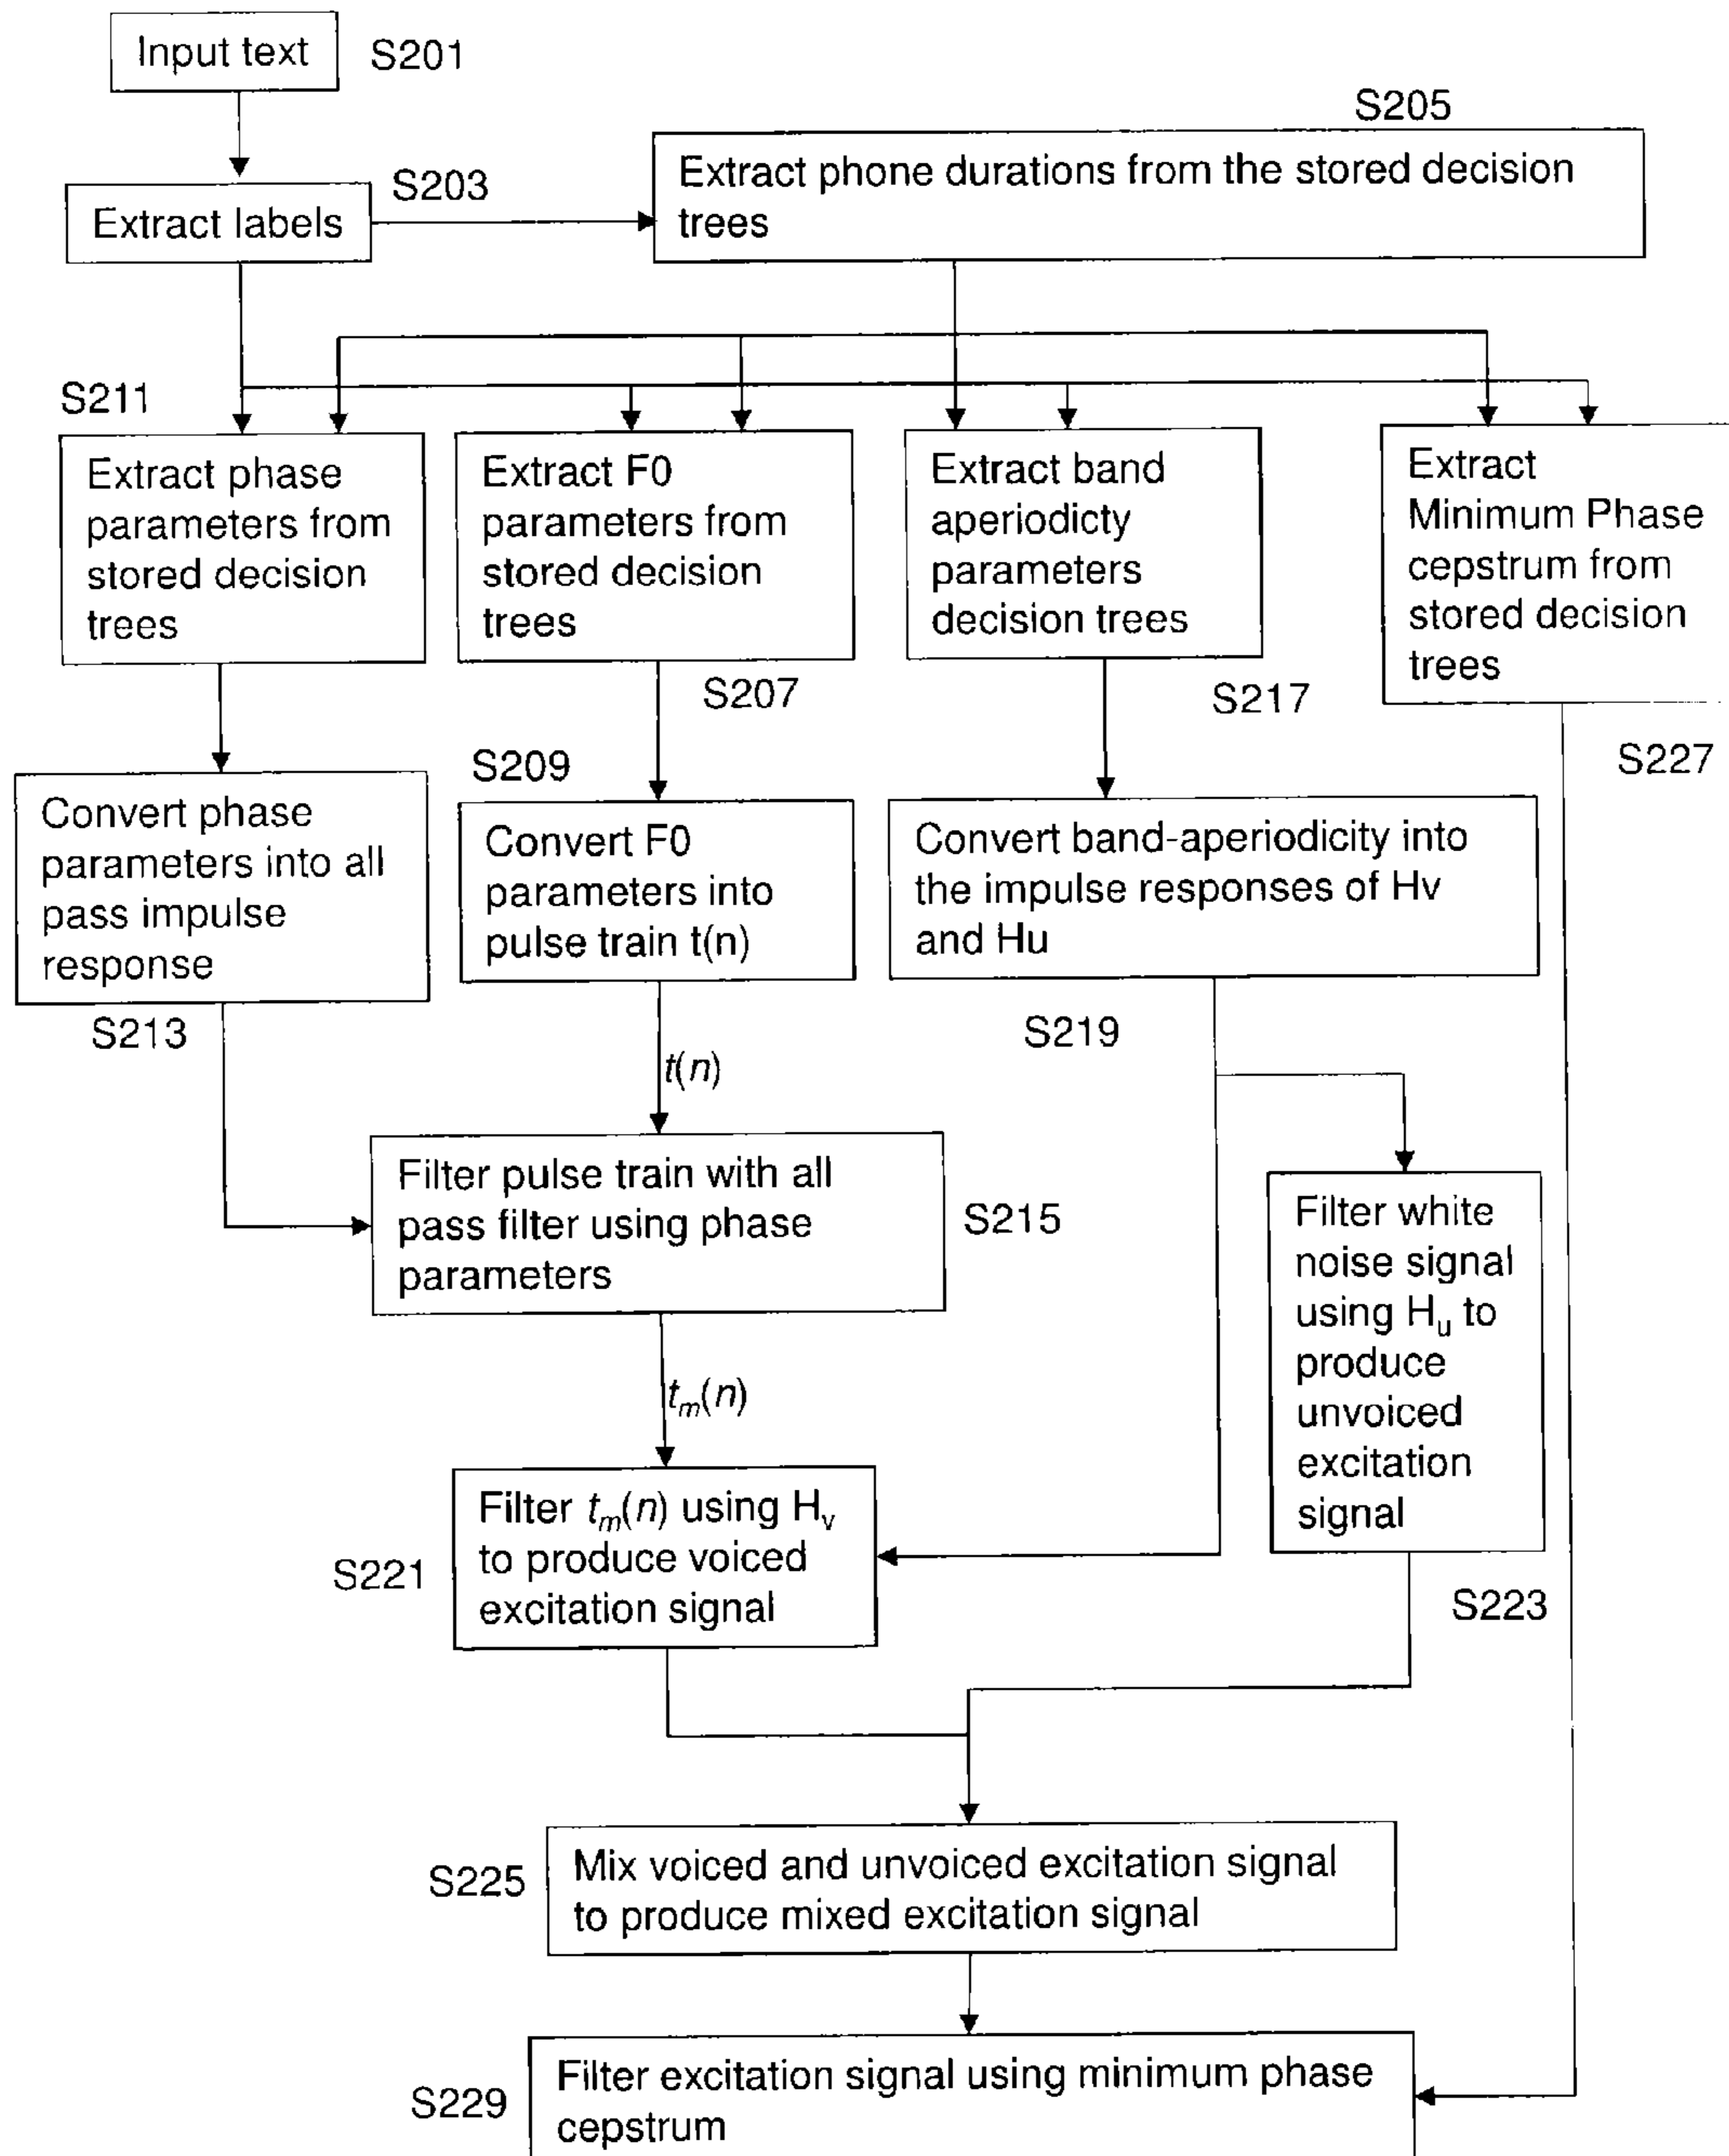 Input text
S201
S205
Extract phone durations from the stored decision
trees
S203
Extract labels
S211
Extract phase
parameters from
stored decision
trees
Extract F0
parameters from
stored decision
trees
Extract band
aperiodicty
parameters
decision trees
Extract
Minimum Phase
cepstrum from
stored decision
trees
S207
S217
S227
S209
Convert phase
parameters into all
pass impulse
response
Convert F0
parameters into
pulse train t(n)
Convert band-aperiodicity into
the impulse responses of Hv
and Hu
S213
S219
t(n)
Filter pulse train with all
pass filter using phase
parameters
S215
Filter white
noise signal
using Hu to
produce
unvoiced
excitation
signal
tm(n)
Filter tm(n) using Hv
to produce voiced
excitation signal
S221
S223
S225
Mix voiced and unvoiced excitation signal
to produce mixed excitation signal
S229
Filter excitation signal using minimum phase
cepstrum